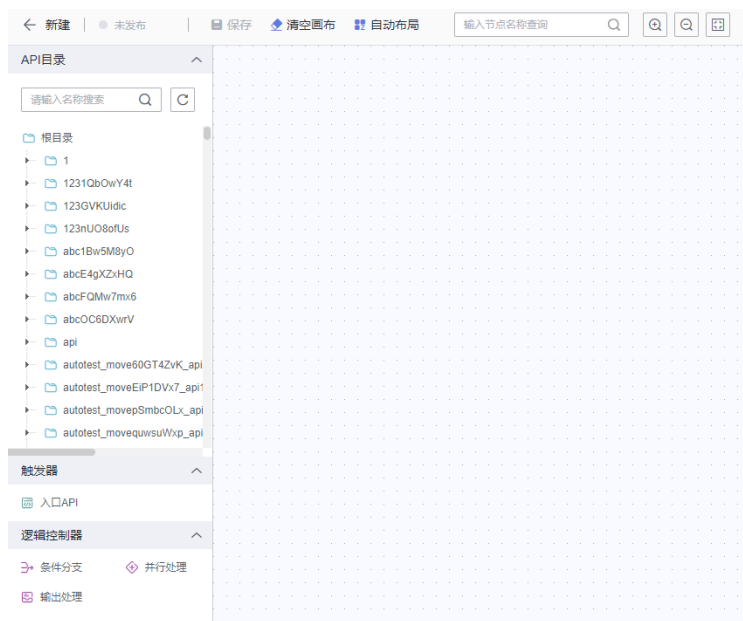 新建 未发布 保存 清空画布 自动布局 输入节点名称查询
API目录
请输入名称搜索
根目录
1
1231QbOwY4t
123GVKUidic
123nUO8ofUs
abc1Bw5M8yO
abcE4gXZxHQ
abcFQMw7mx6
abcOC6DXwrV
api
autotest_move60GT4ZvK_api
autotest_moveEiP1DVx7_api1
autotest_movepSmbcOLx_api
autotest_movequwsuWxp_api
触发器
入口API
逻辑控制器
条件分支 并行处理
输出处理